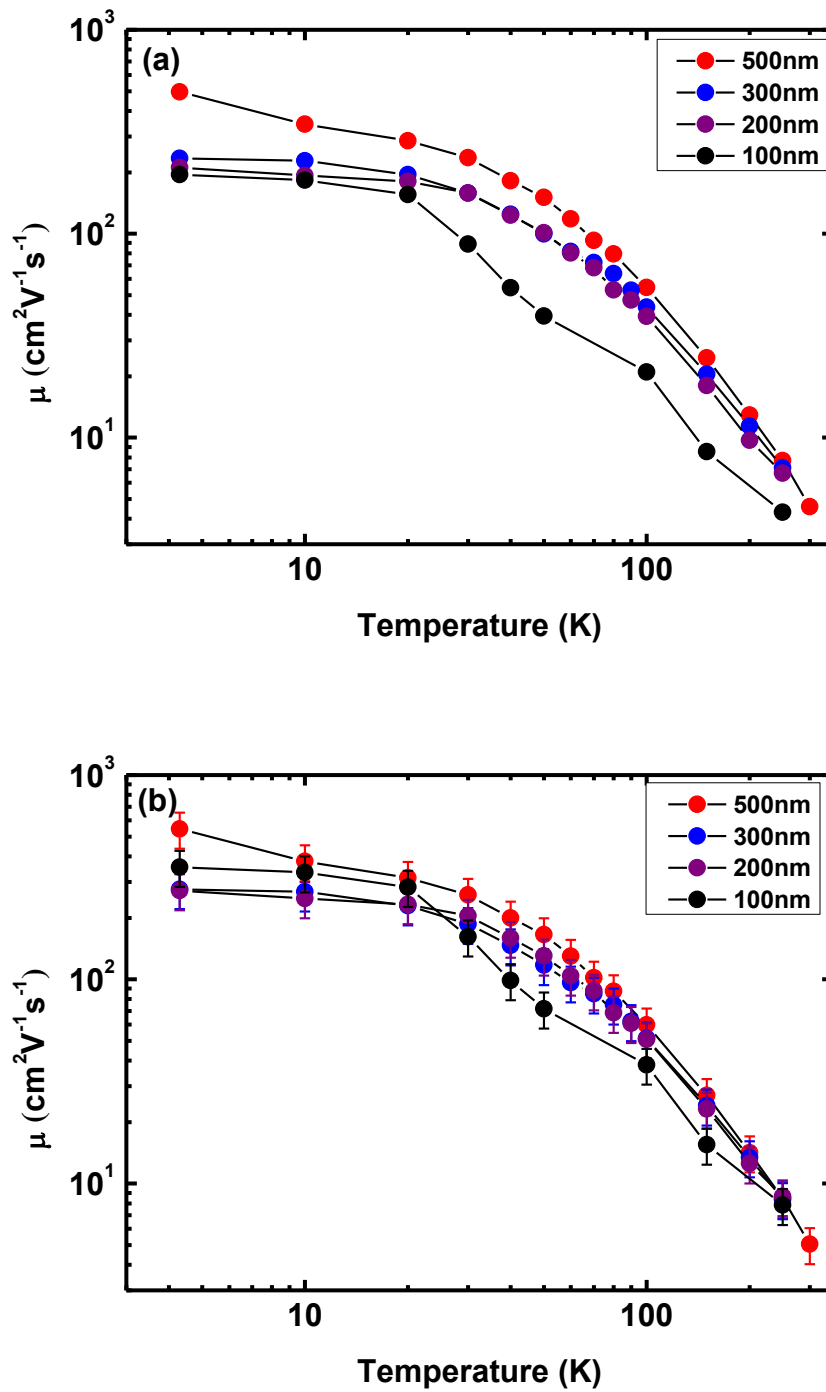 10³
(a)
500nm
300nm
200nm
100nm
10²
10¹
μ (cm²V⁻¹s⁻¹)
10
100
Temperature (K)
10³
(b)
500nm
300nm
200nm
100nm
10²
10¹
μ (cm²V⁻¹s⁻¹)
10
100
Temperature (K)